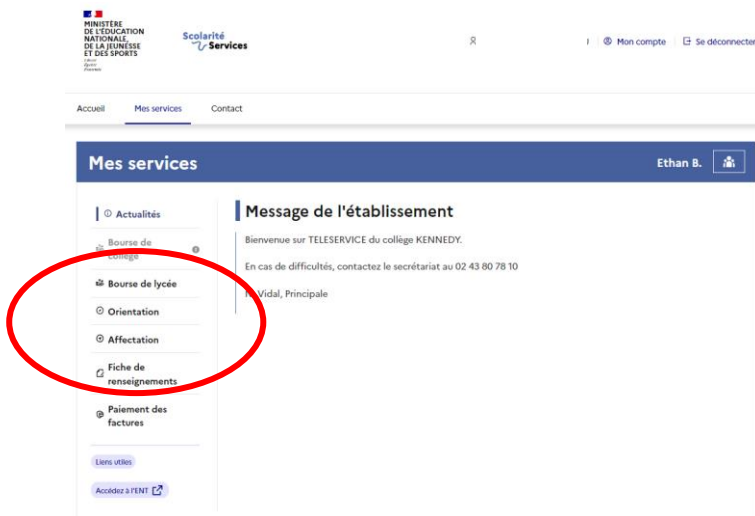 MINISTÈRE
DE L'ÉDUCATION
NATIONALE,
DE LA JEUNESSE
ET DES SPORTS
Liberté
Égalité
Fraternité
Scolarité
Services
Mon compte
Se déconnecter
Accueil
Mes services
Contact
Mes services
Ethan B.
Actualités
Bourse de
collège
Bourse de lycée
Orientation
Affectation
Fiche de
renseignements
Paiement des
factures
Liens utiles
Accédez à l'ENT
Message de l'établissement
Bienvenue sur TELESERVICE du collège KENNEDY.
En cas de difficultés, contactez le secrétariat au 02 43 80 78 10
Vidal, Principale